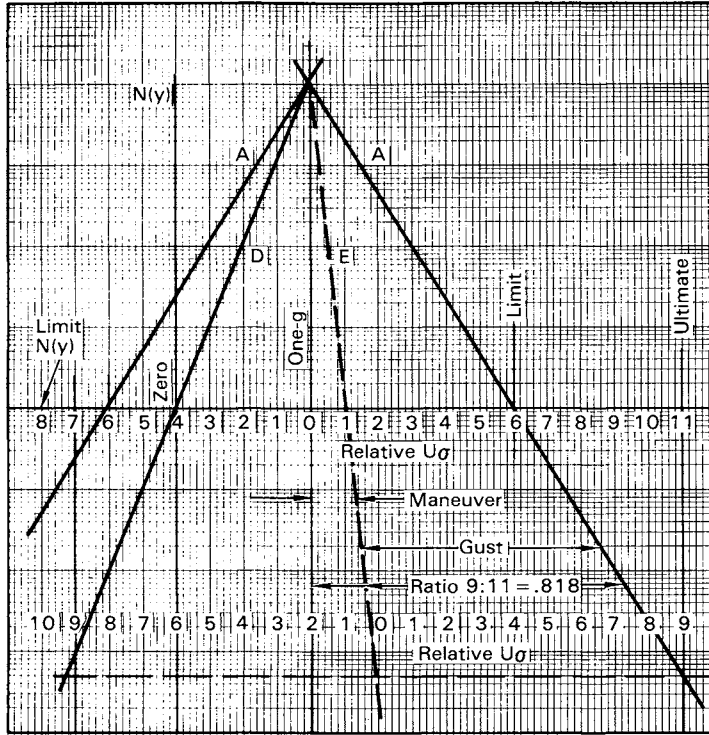 N(y)
A A
D E
Limit
N(y)
Zero
One-g
Limit
Ultimate
8 7 6 5 4 3 2 1 0 1 2 3 4 5 6 7 8 9 10 11
Relative Uσ
Maneuver
Gust
Ratio 9:11 = .818
10 9 8 7 6 5 4 3 2 1 0 1 2 3 4 5 6 7 8 9
Relative Uσ